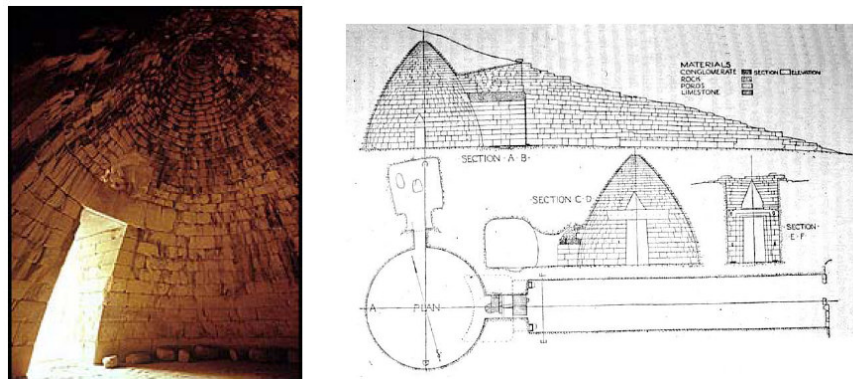 MATERIALS
CONGLOMERATE SECTION ELEVATION
ROCK
POROS
LIMESTONE
SECTION · A · B ·
SECTION C·D
· SECTION
· E · F ·
A
PLAN